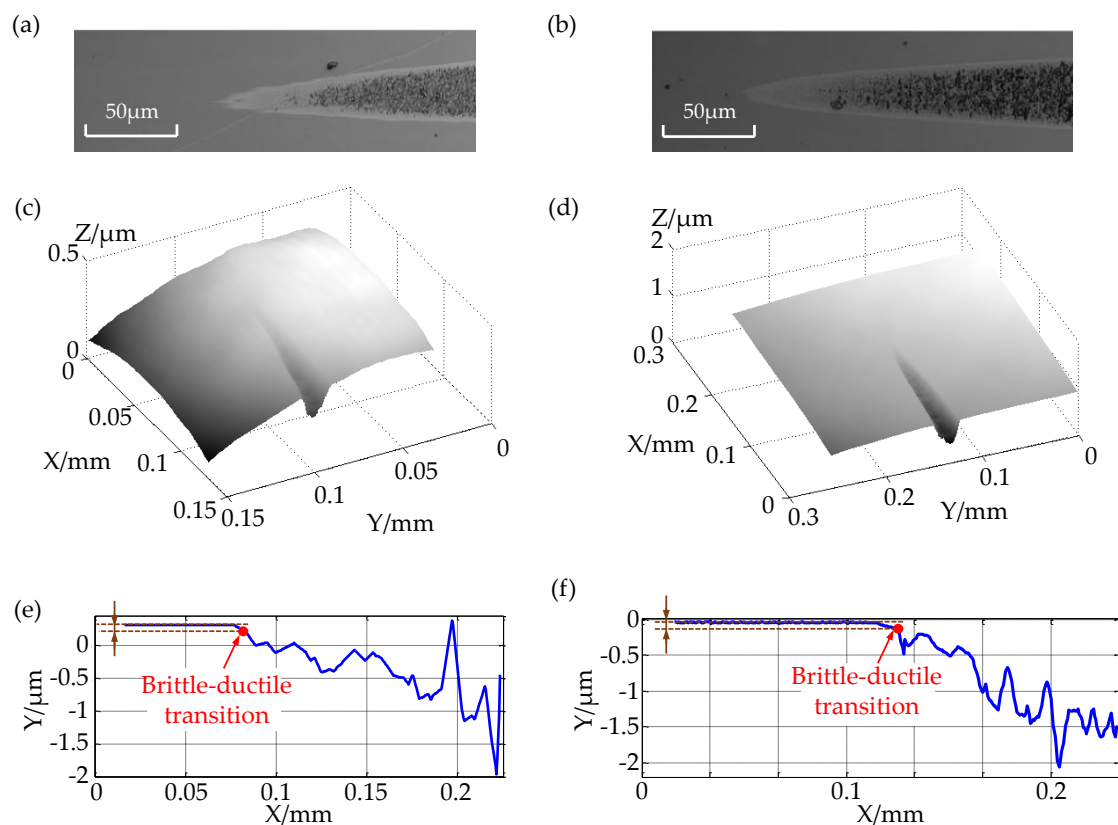 (a)
(b)
50μm
50μm
(c)
(d)
Z/μm
0.5
0
0
0.05
X/mm
0.1
0.15
0.15
0.1
0.05
0
Y/mm
Z/μm
2
1
0
0.3
0.2
X/mm
0.1
0
0.3
0.2
0.1
0
Y/mm
(e)
(f)
Y/μm
0
-0.5
-1
-1.5
-2
0
0.05
0.1
0.15
0.2
X/mm
Brittle-ductile
transition
Y/μm
0
-0.5
-1
-1.5
-2
0
0.1
0.2
X/mm
Brittle-ductile
transition